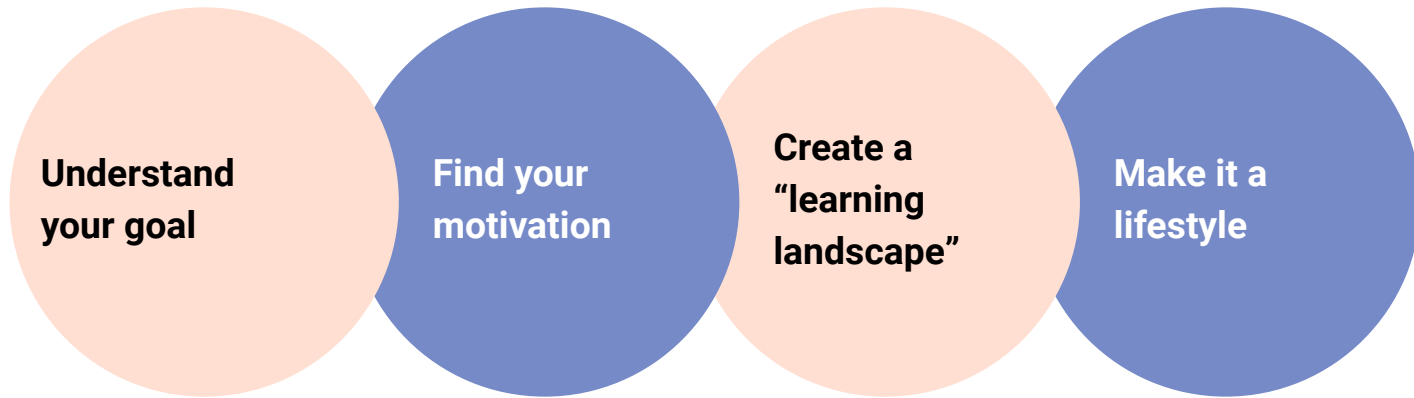 Understand
your goal
Find your
motivation
Create a
“learning
landscape”
Make it a
lifestyle